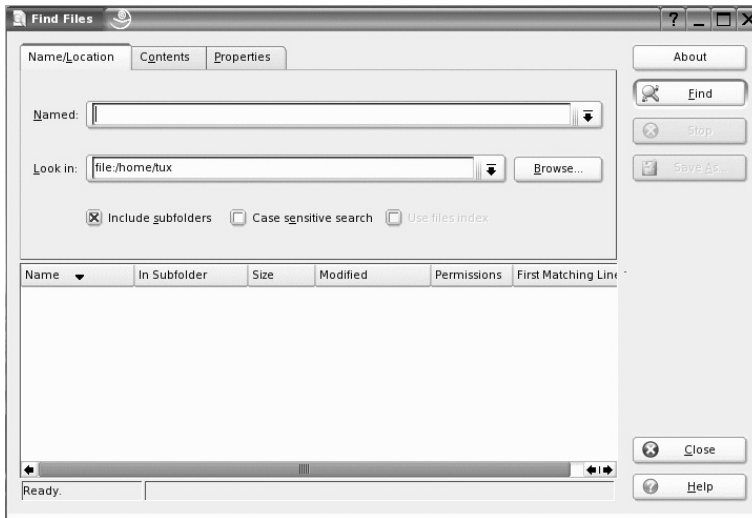 Find Files
Name/Location Contents Properties
About
Find
Named:
Stop
Look in: file:/home/tux Browse...
Save As...
Include subfolders Case sensitive search Use files index
Name In Subfolder Size Modified Permissions First Matching Line
Close
Ready.
Help